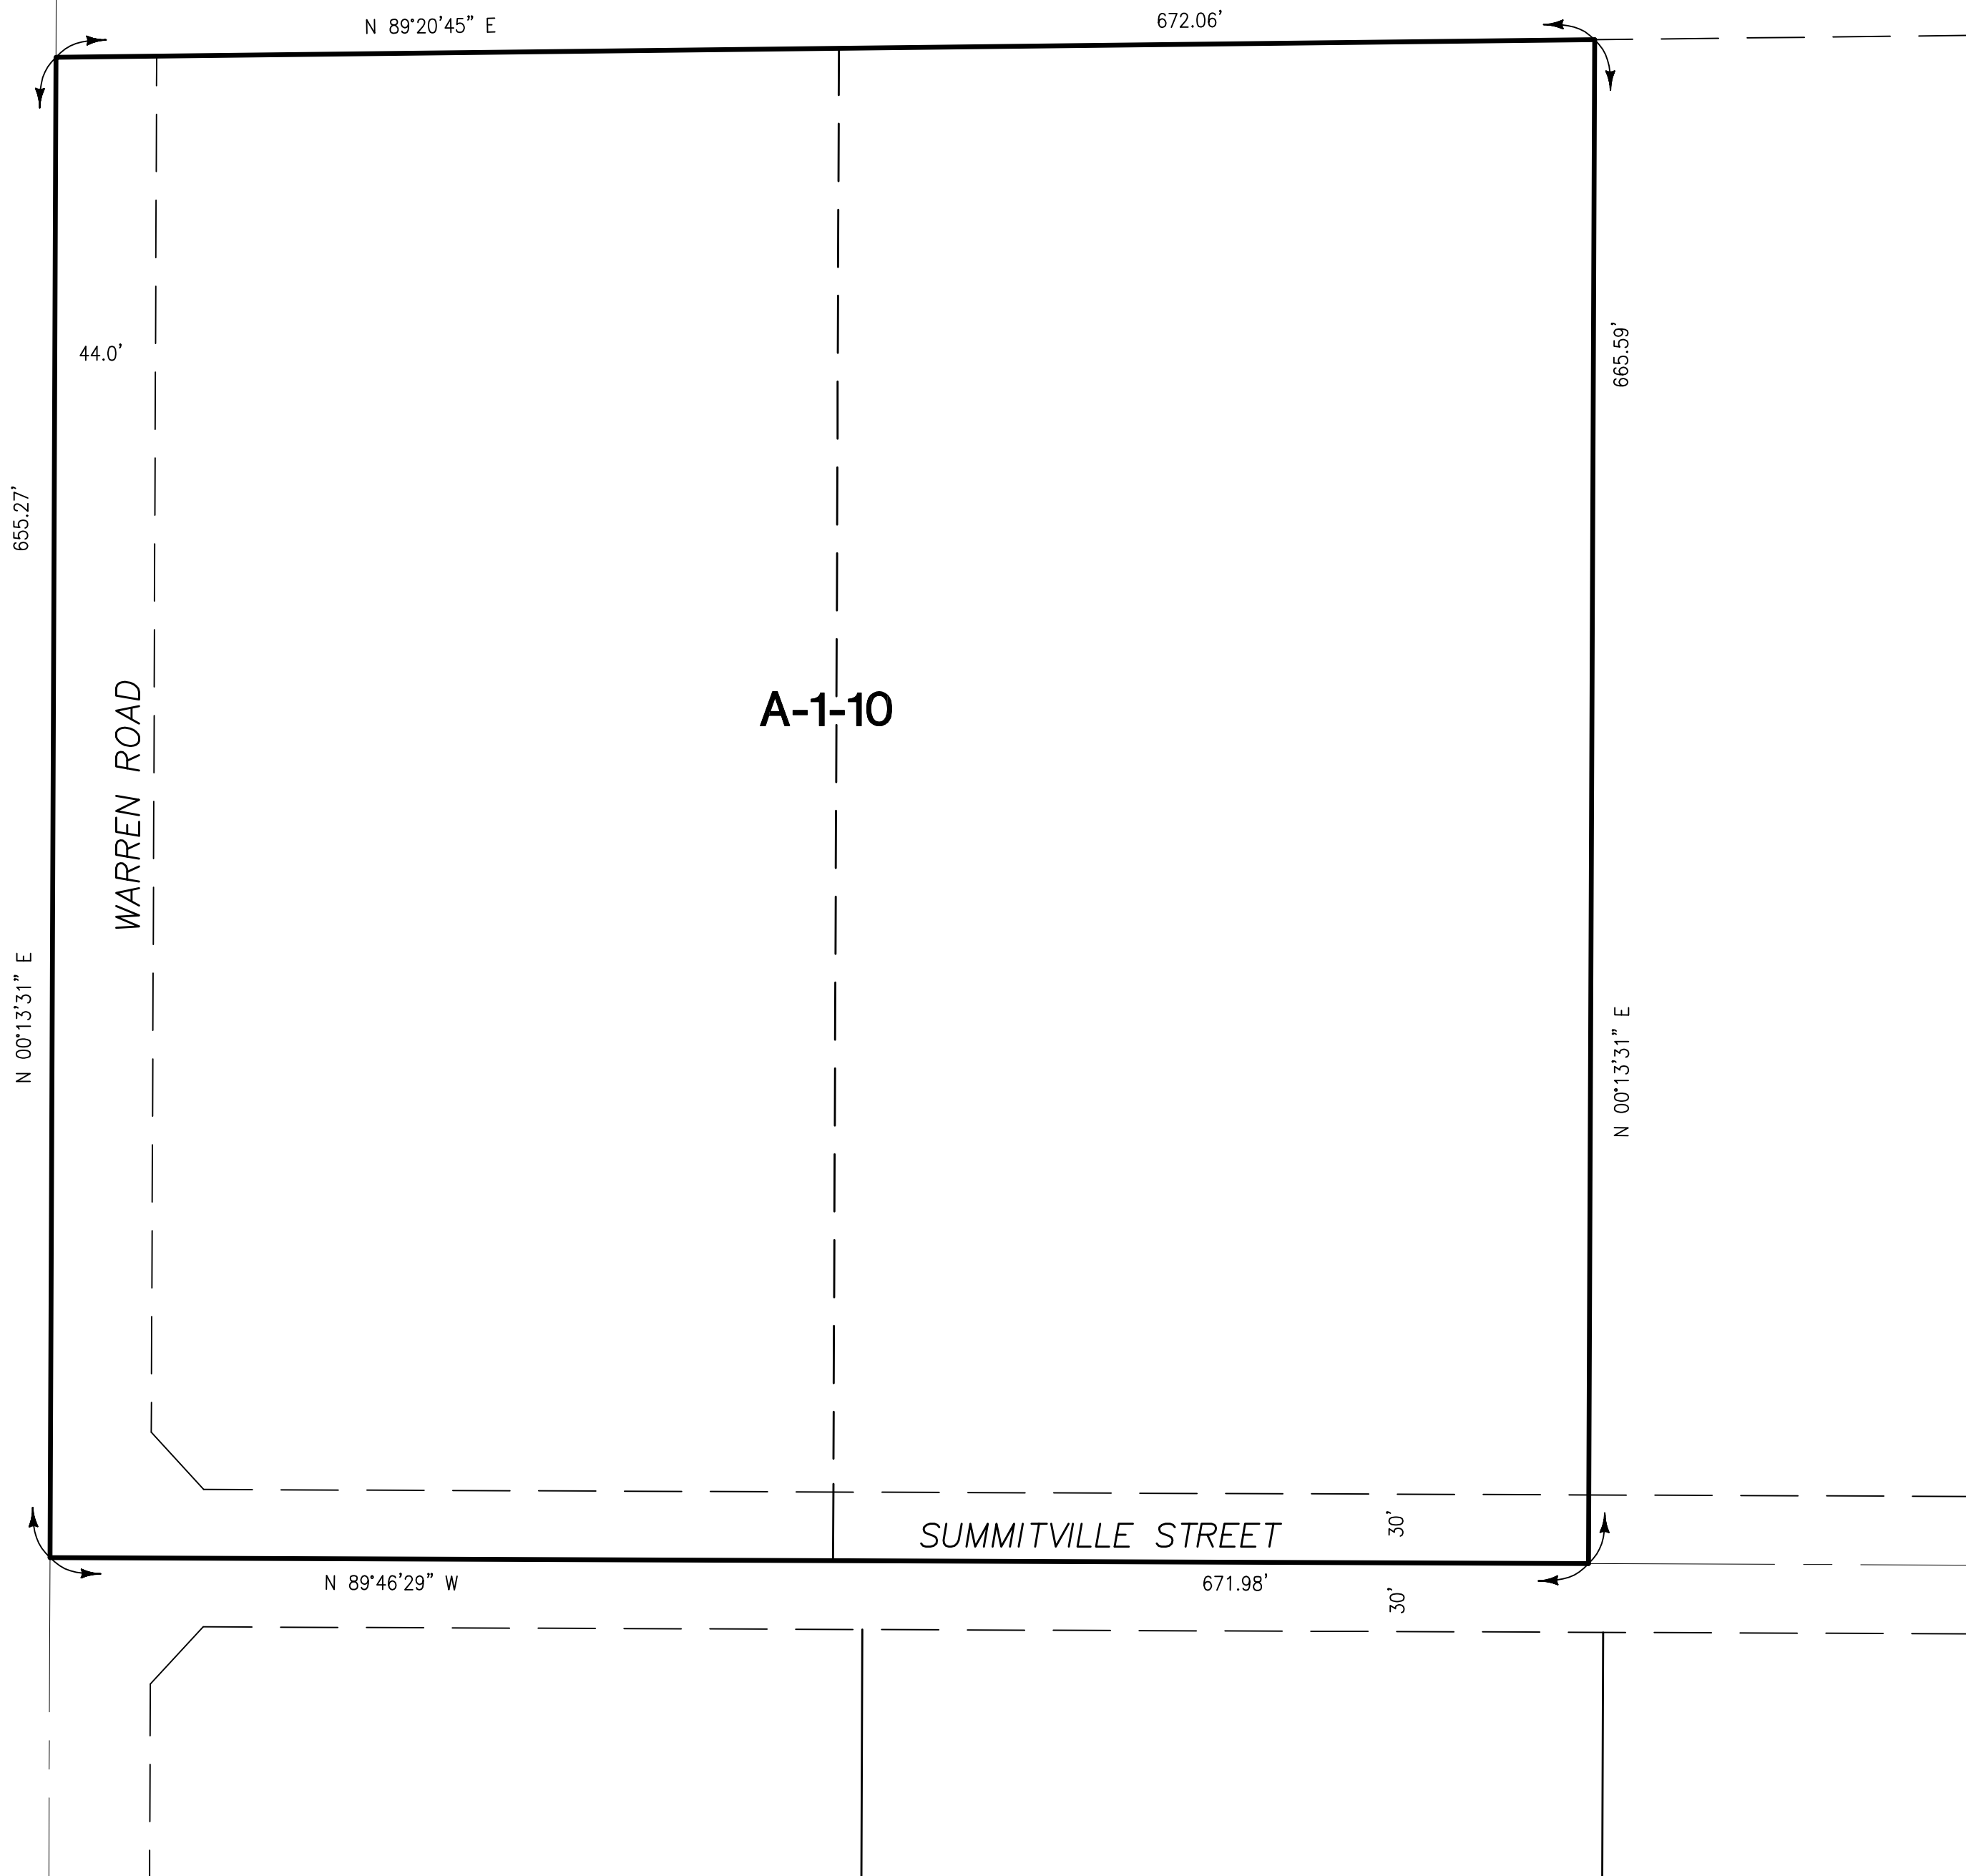 N 89°20'45" E
672.06'
44.0'
665.59'
655.27'
WARREN ROAD
A-1-10
N 00°13'31" E
N 00°13'31" E
SUMMITVILLE STREET
30'
N 89°46'29" W
671.98'
30'